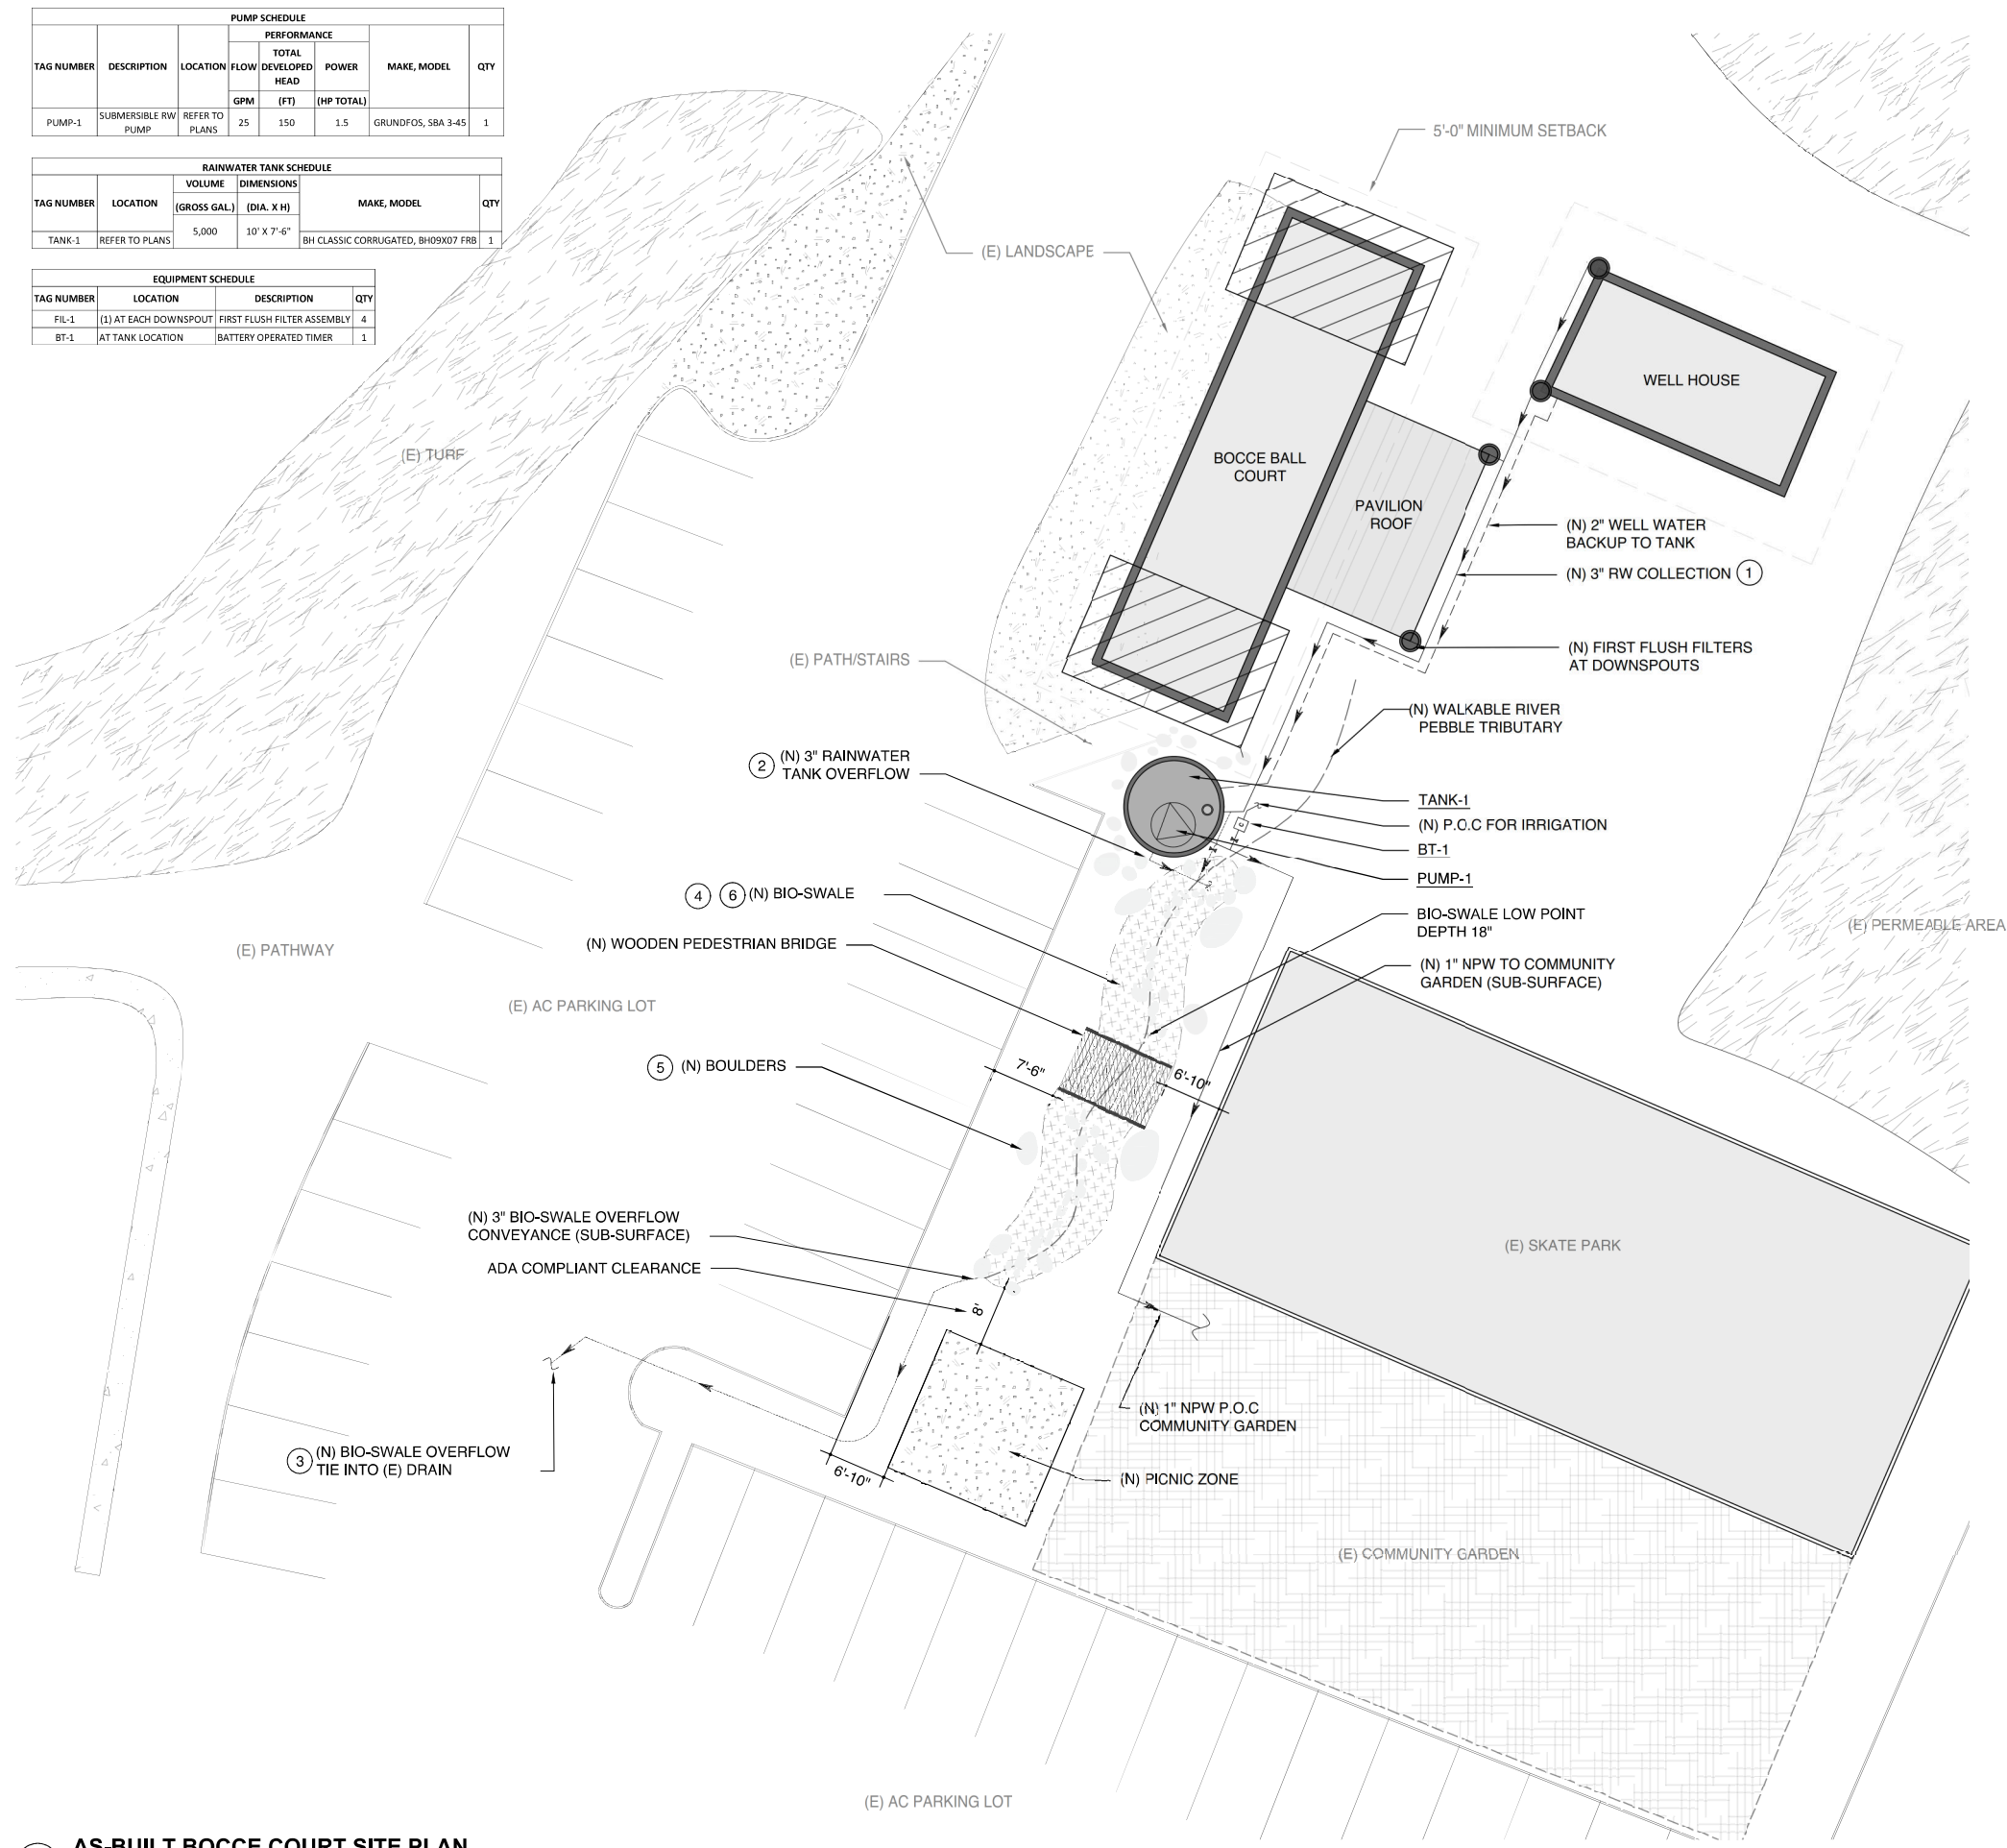 PUMP SCHEDULE
TAG NUMBER DESCRIPTION LOCATION PERFORMANCE MAKE, MODEL QTY
FLOW TOTAL DEVELOPED HEAD POWER
GPM (FT) (HP TOTAL)
PUMP-1 SUBMERSIBLE RW PUMP REFER TO PLANS 25 150 1.5 GRUNDFOS, SBA 3-45 1
RAINWATER TANK SCHEDULE
TAG NUMBER LOCATION VOLUME DIMENSIONS MAKE, MODEL QTY
(GROSS GAL.) (DIA. X H)
TANK-1 REFER TO PLANS 5,000 10' X 7'-6" BH CLASSIC CORRUGATED, BH09X07 FRB 1
EQUIPMENT SCHEDULE
TAG NUMBER LOCATION DESCRIPTION QTY
FIL-1 (1) AT EACH DOWNSPOUT FIRST FLUSH FILTER ASSEMBLY 4
BT-1 AT TANK LOCATION BATTERY OPERATED TIMER 1
5'-0" MINIMUM SETBACK
(E) LANDSCAPE
WELL HOUSE
(E) TURF
BOCCE BALL
COURT
PAVILION
ROOF
(N) 2" WELL WATER
BACKUP TO TANK
(N) 3" RW COLLECTION 1
(N) FIRST FLUSH FILTERS
AT DOWNSPOUTS
(E) PATH/STAIRS
(N) WALKABLE RIVER
PEBBLE TRIBUTARY
2 (N) 3" RAINWATER
TANK OVERFLOW
TANK-1
(N) P.O.C FOR IRRIGATION
BT-1
PUMP-1
4 6 (N) BIO-SWALE
BIO-SWALE LOW POINT
DEPTH 18"
(E) PERMEABLE AREA
(E) PATHWAY
(N) WOODEN PEDESTRIAN BRIDGE
(N) 1" NPW TO COMMUNITY
GARDEN (SUB-SURFACE)
(E) AC PARKING LOT
5 (N) BOULDERS
7'-6"
6'-10"
(N) 3" BIO-SWALE OVERFLOW
CONVEYANCE (SUB-SURFACE)
ADA COMPLIANT CLEARANCE
8'
(E) SKATE PARK
(N) 1" NPW P.O.C
COMMUNITY GARDEN
3 (N) BIO-SWALE OVERFLOW
TIE INTO (E) DRAIN
6'-10"
(N) PICNIC ZONE
(E) COMMUNITY GARDEN
(E) AC PARKING LOT
AS-BUILT BOCCE COURT SITE PLAN